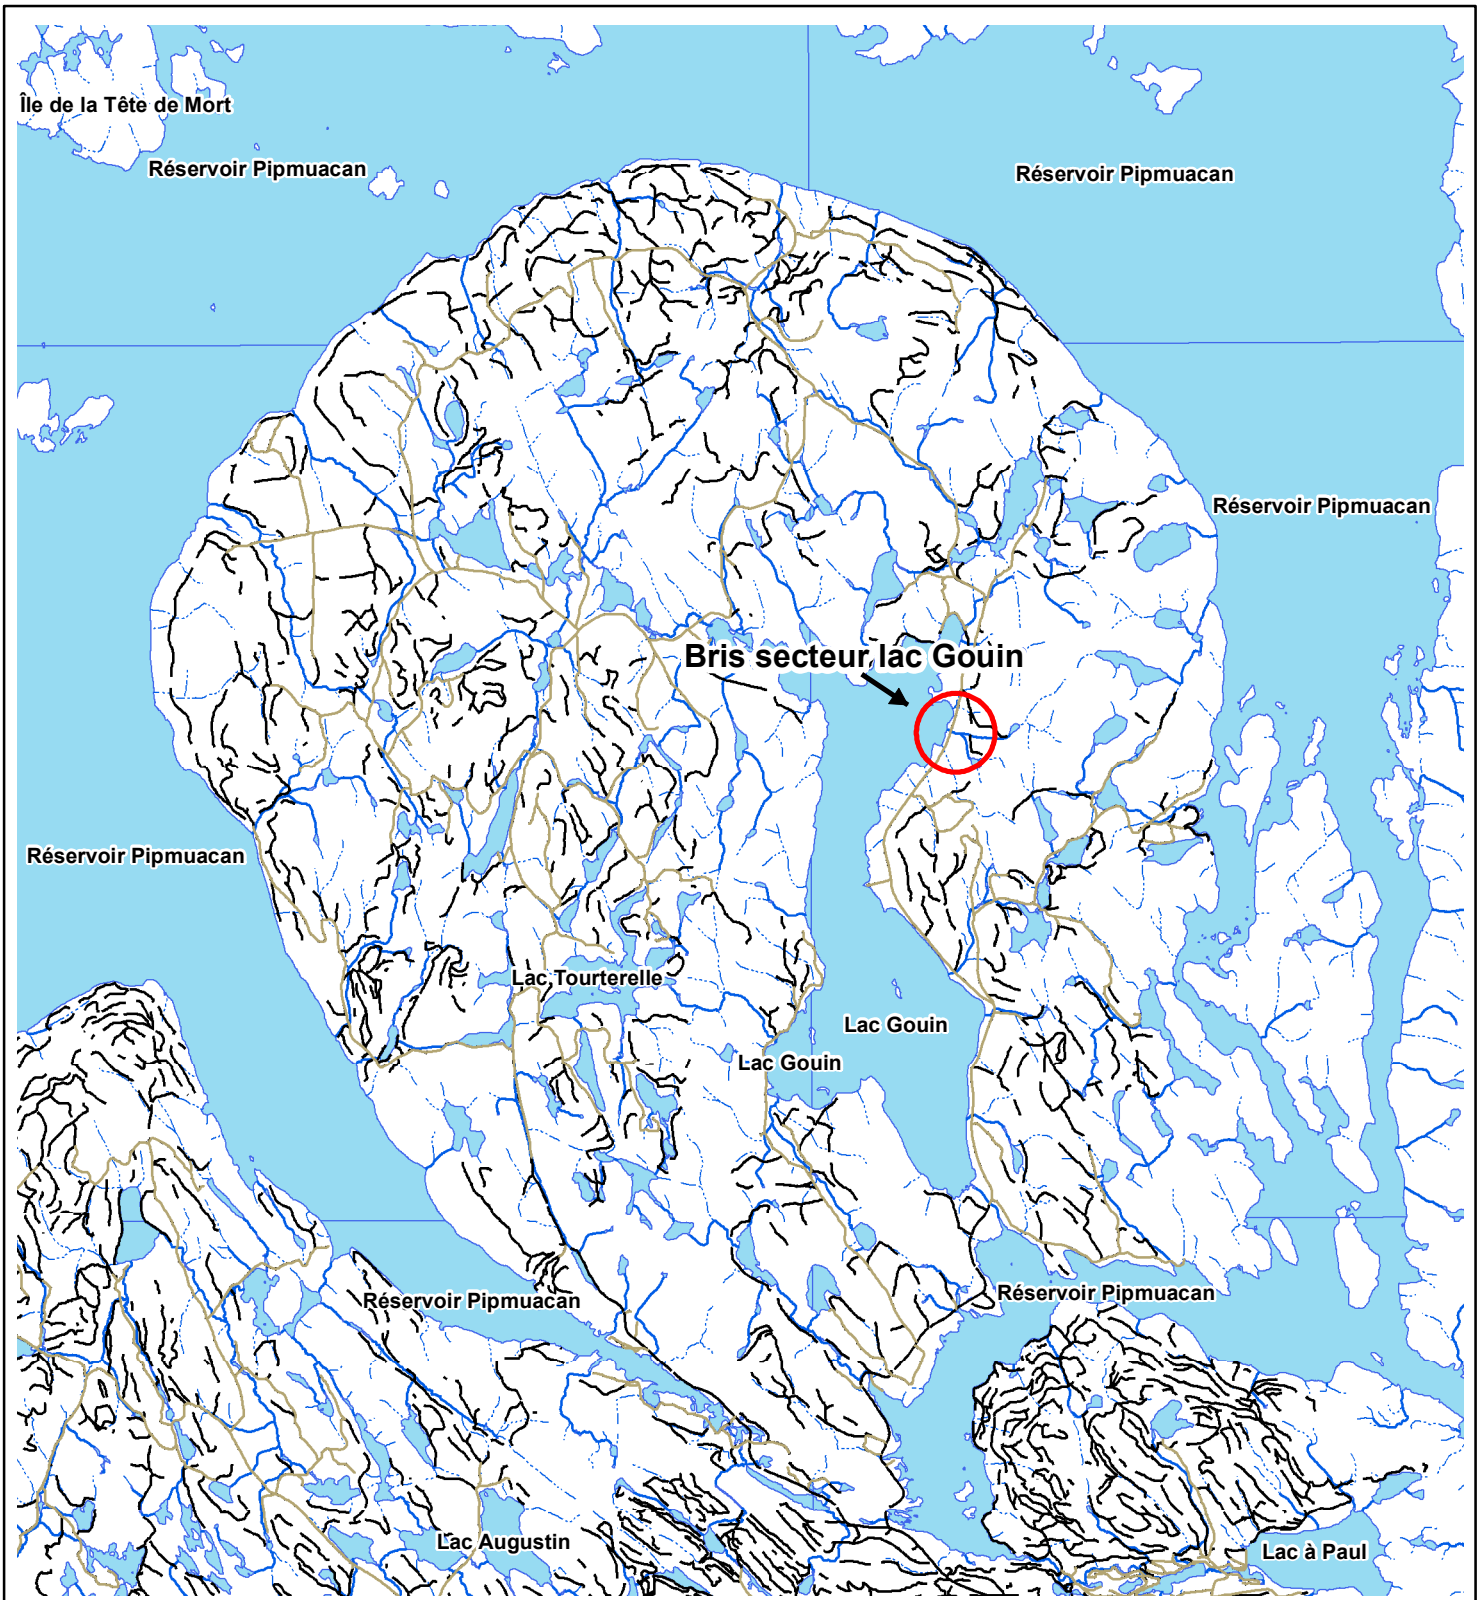 Île de la Tête de Mort
Réservoir Pipmuacan
Réservoir Pipmuacan
Réservoir Pipmuacan
Bris secteur lac Gouin
Réservoir Pipmuacan
Lac Tourterelle
Lac Gouin
Lac Gouin
Réservoir Pipmuacan
Réservoir Pipmuacan
Lac Augustin
Lac à Paul